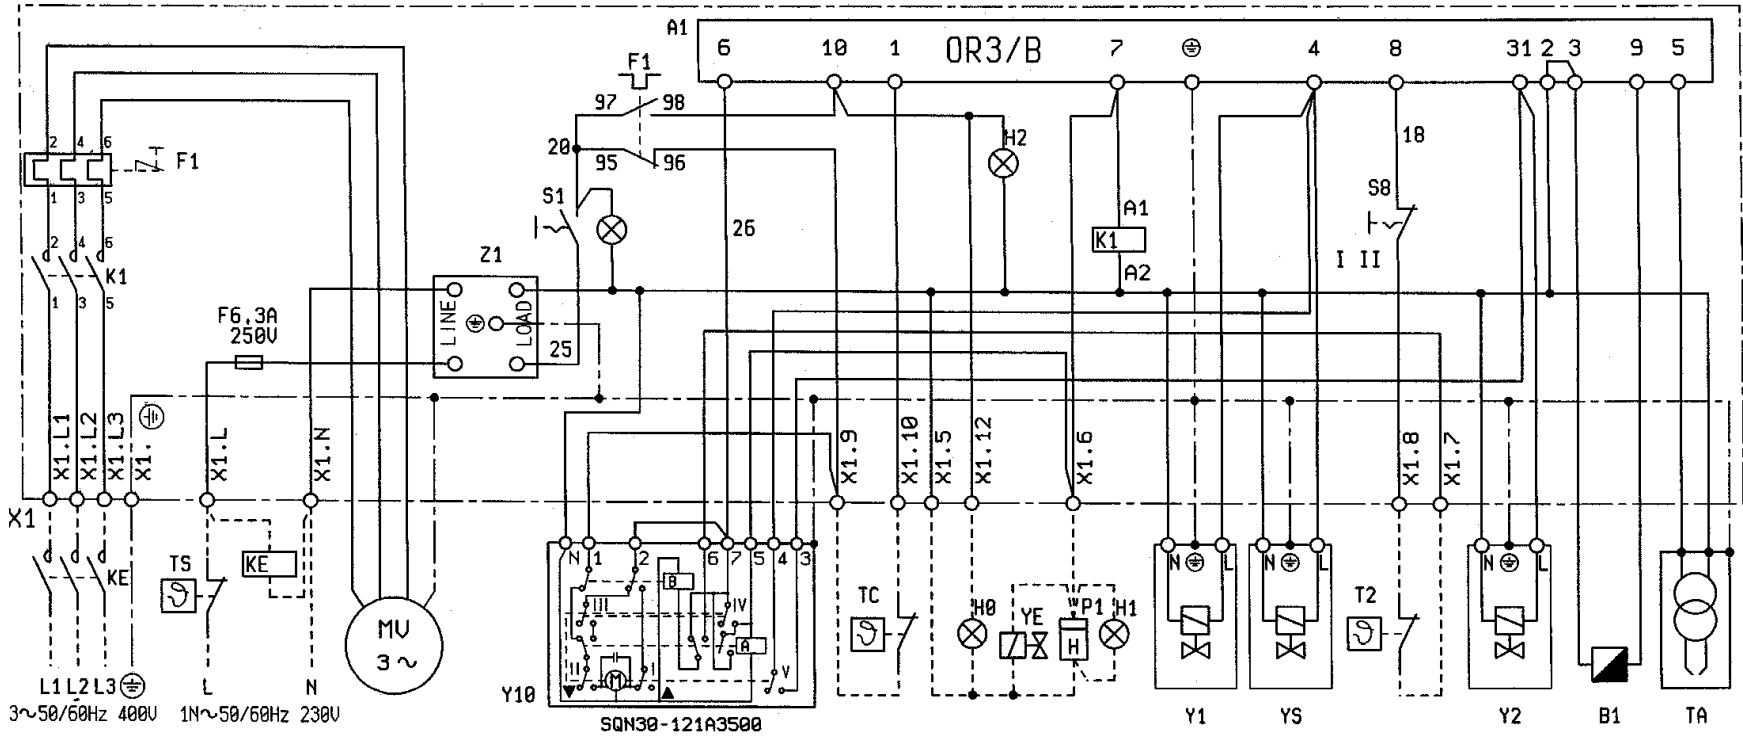 A1
6 10 1 OR3/B 7 4 8 31 2 3 9 5
F1
97 98
20
95 96
H2
18
2 4 6
F1
1 3 5
S1
S8
A1
K1
A2
26
I II
2 4 6
K1
1 3 5
Z1
LINE
LOAD
F6,3A
250V
25
X1.L1
X1.L2
X1.L3
X1.
X1.L
X1.N
X1.9
X1.10
X1.5
X1.12
X1.6
X1.8
X1.7
X1
N 1 2 6 7 5 4 3
N L
N L
N L
KE
TS
KE
B
III
IV
A
II
I
V
M
TC
H0
YE
P1
H1
H
T2
MV
3~
L1 L2 L3
L
N
3~50/60Hz 400V
1N~50/60Hz 230V
Y10
SQN30-121A3500
Y1
YS
Y2
B1
TA